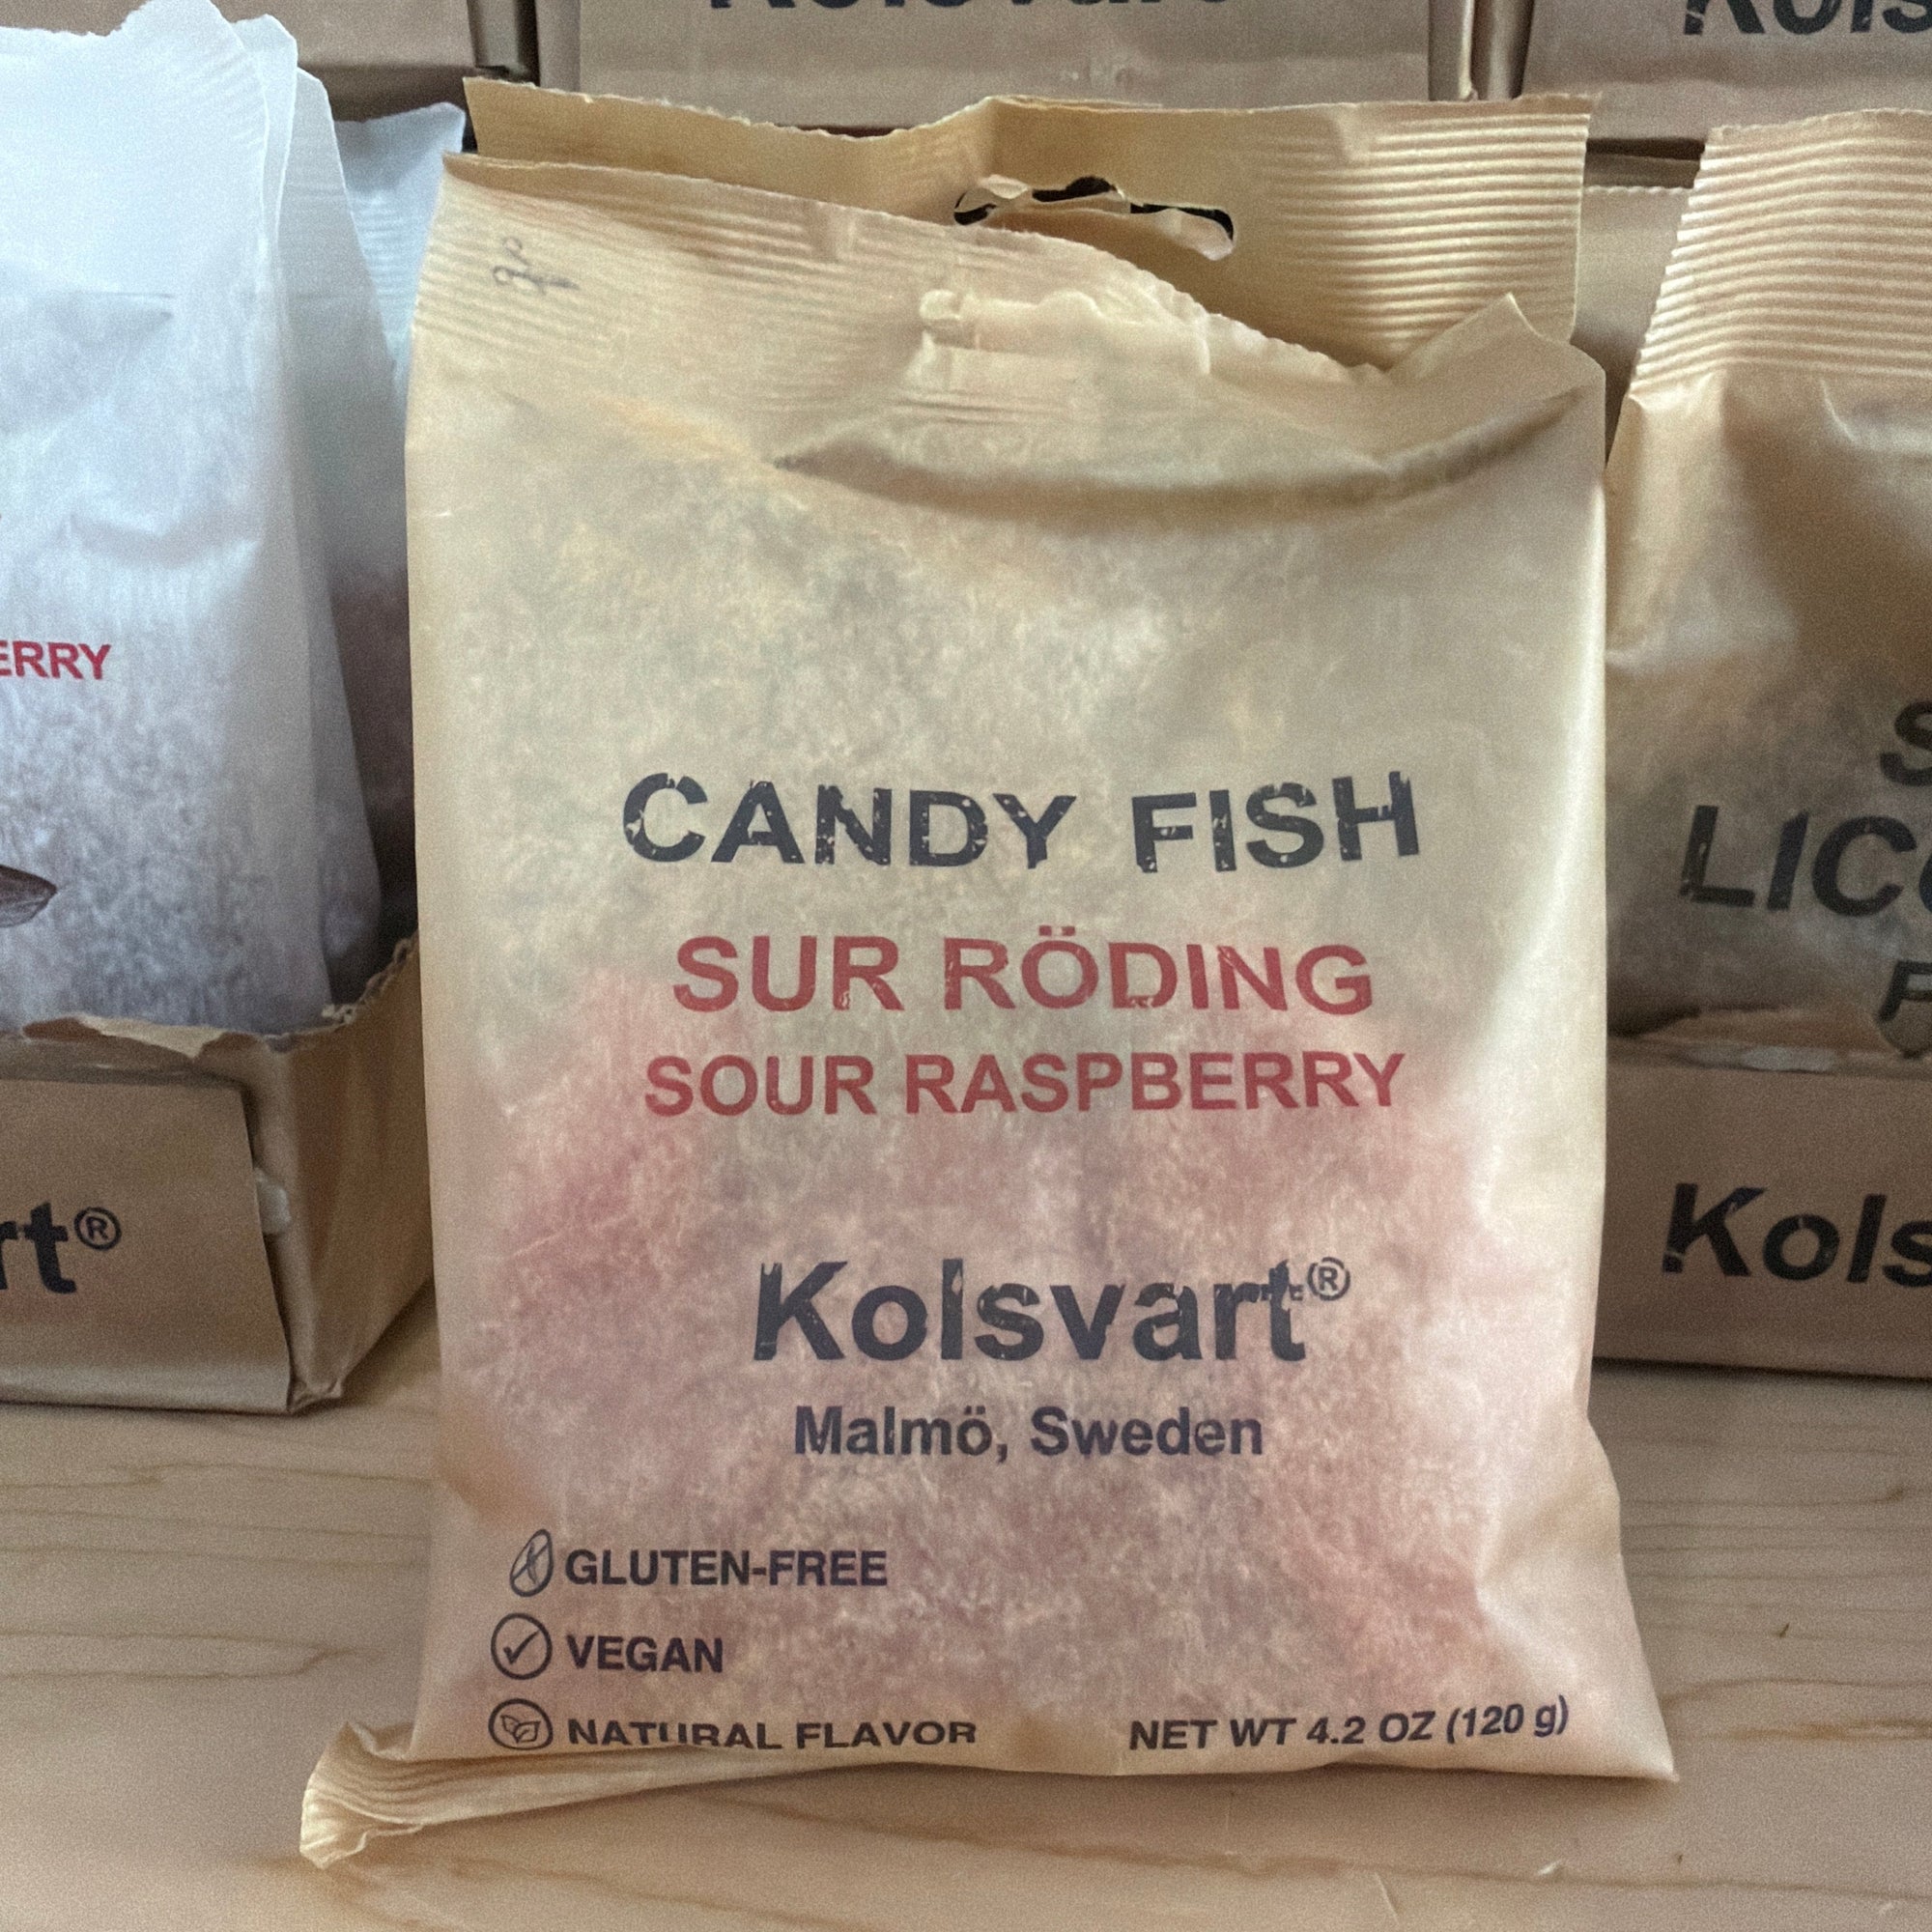 CANDY FISH
SUR RÖDING
SOUR RASPBERRY
Kolsvart®
Malmö, Sweden
GLUTEN-FREE
VEGAN
NATURAL FLAVOR
NET WT 4.2 OZ (120 g)
ERRY
rt®
LIC
Kols